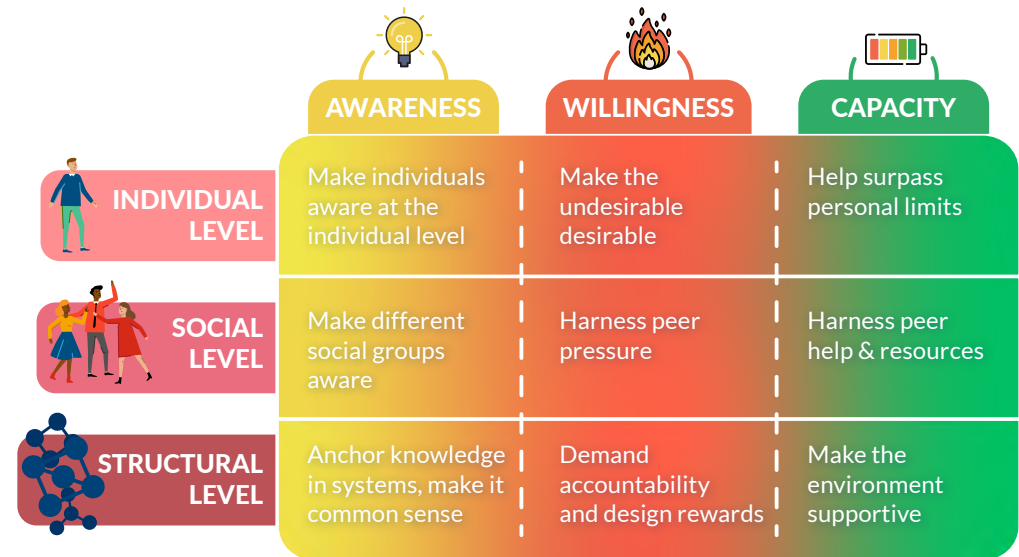 AWARENESS
WILLINGNESS
CAPACITY
INDIVIDUAL
LEVEL
Make individuals
aware at the
individual level
Make the
undesirable
desirable
Help surpass
personal limits
SOCIAL
LEVEL
Make different
social groups
aware
Harness peer
pressure
Harness peer
help & resources
STRUCTURAL
LEVEL
Anchor knowledge
in systems, make it
common sense
Demand
accountability
and design rewards
Make the
environment
supportive